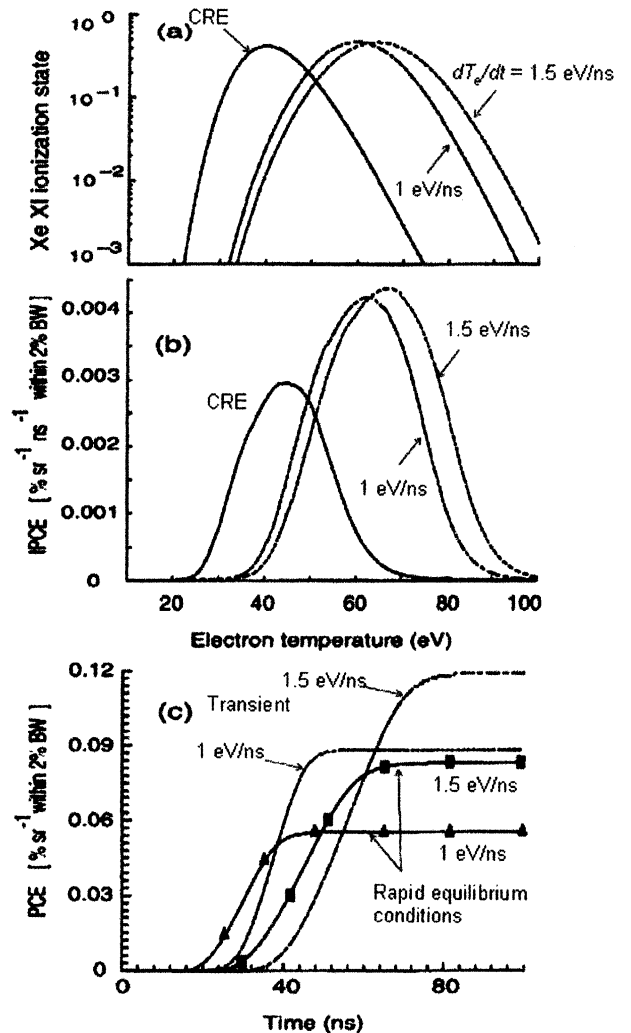 (a)
CRE
dTe/dt = 1.5 eV/ns
1 eV/ns
Xe XI ionization state
10^0
10^-1
10^-2
10^-3
(b)
CRE
1.5 eV/ns
1 eV/ns
IPCE [ % sr^-1 ns^-1 within 2% BW]
0.004
0.003
0.002
0.001
0
20 40 60 80 100
Electron temperature (eV)
(c)
Transient
1.5 eV/ns
1 eV/ns
1.5 eV/ns
1 eV/ns
Rapid equilibrium
conditions
PCE [ % sr^-1 within 2% BW]
0.12
0.09
0.06
0.03
0
0 40 80
Time (ns)